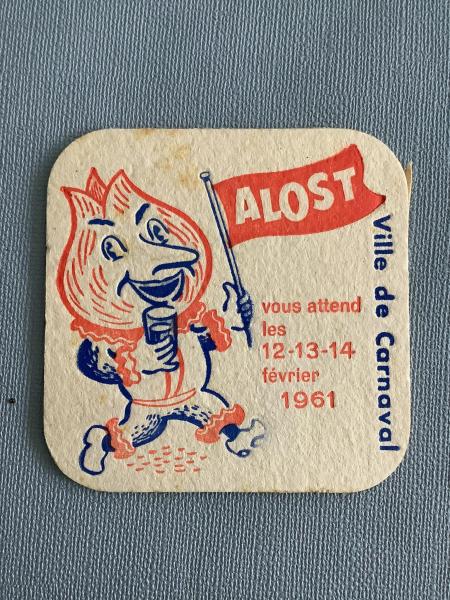 ALOST
Ville de Carnaval
vous attend
les
12-13-14
février
1961